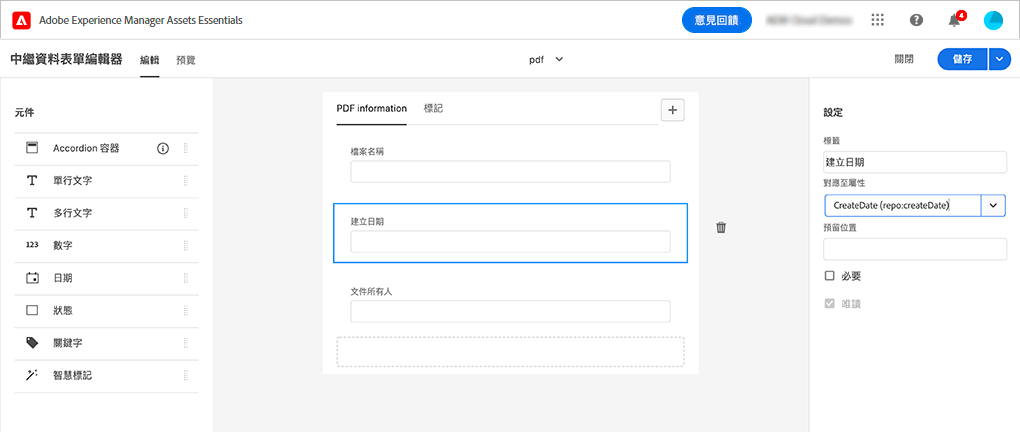 Adobe Experience Manager Assets Essentials
意見回饋
4
中繼資料表單編輯器
編輯
預覽
pdf
關閉
儲存
元件
Accordion 容器
單行文字
多行文字
123 數字
日期
狀態
關鍵字
智慧標記
PDF information
標記
檔案名稱
建立日期
文件所有人
設定
標籤
建立日期
對應至屬性
CreateDate (repo:createDate)
預留位置
必要
唯讀